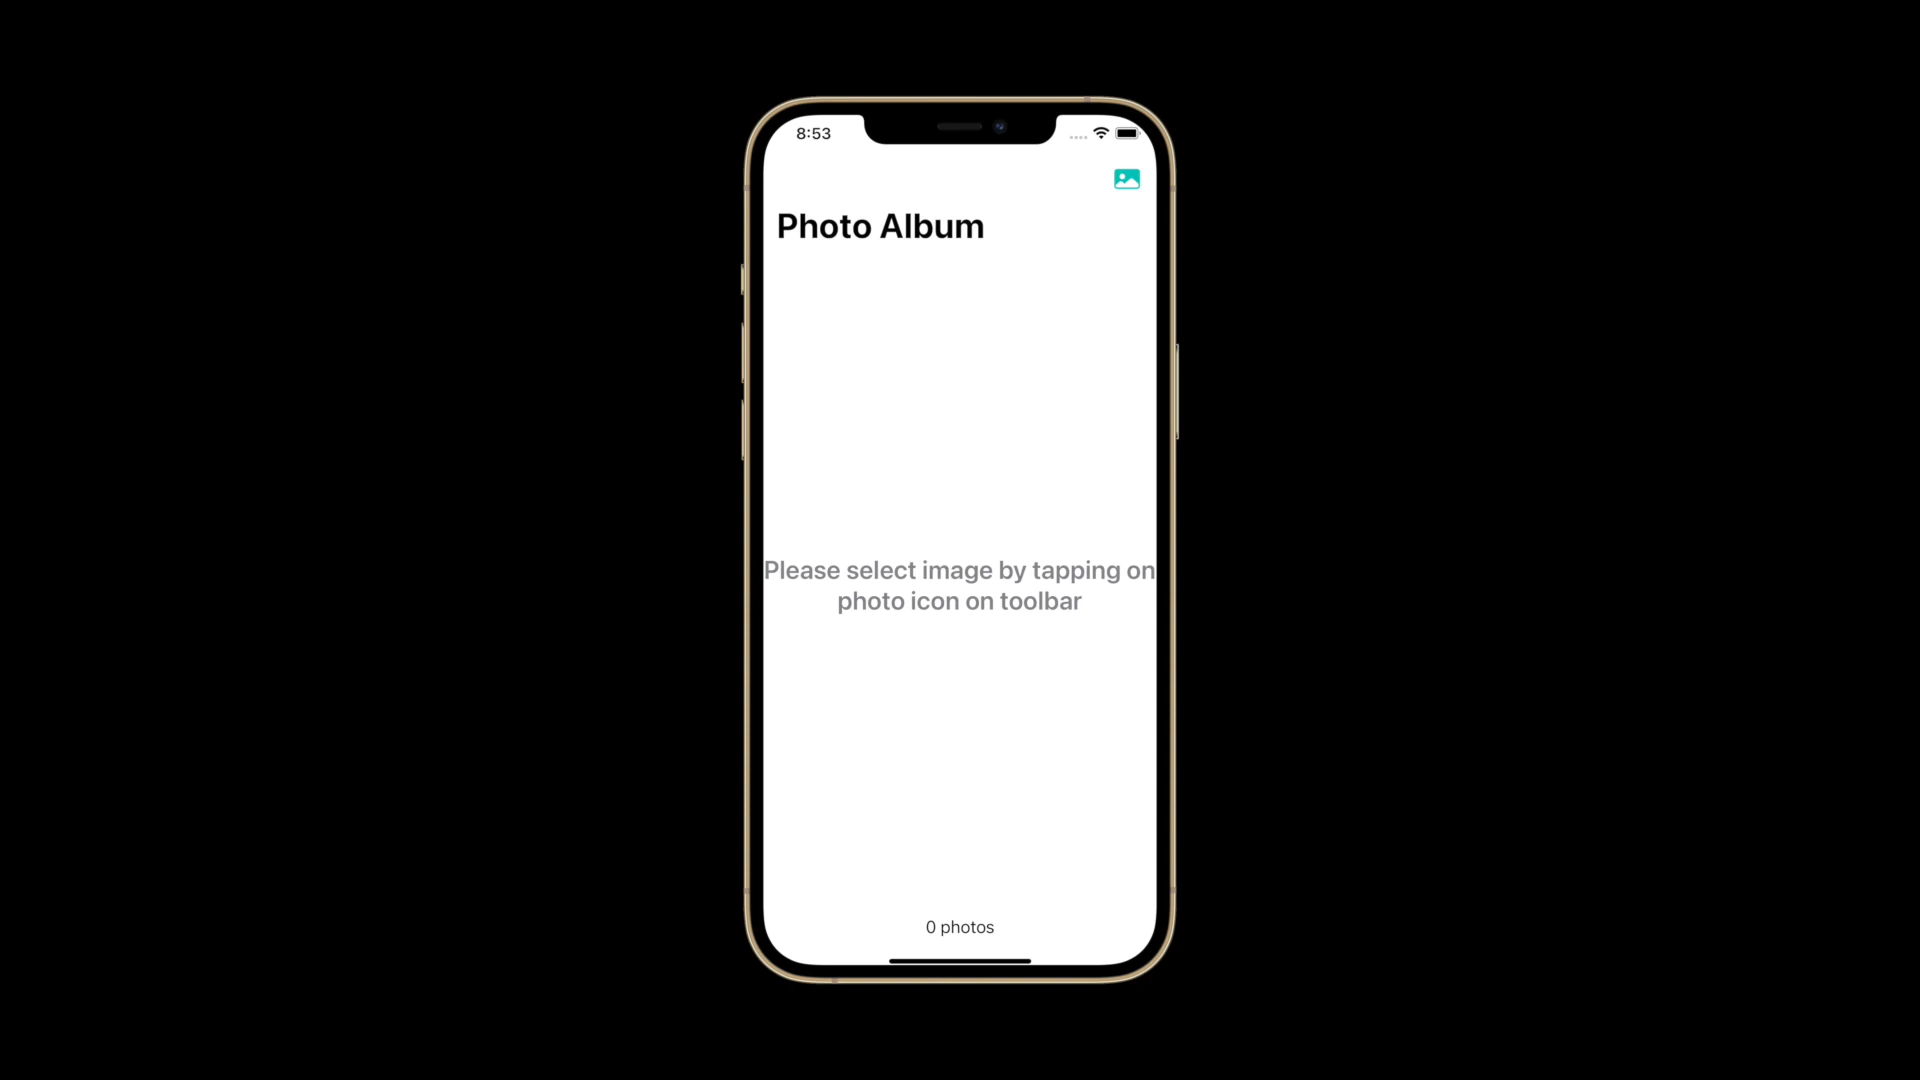 8:53
Photo Album
Please select image by tapping on
photo icon on toolbar
0 photos